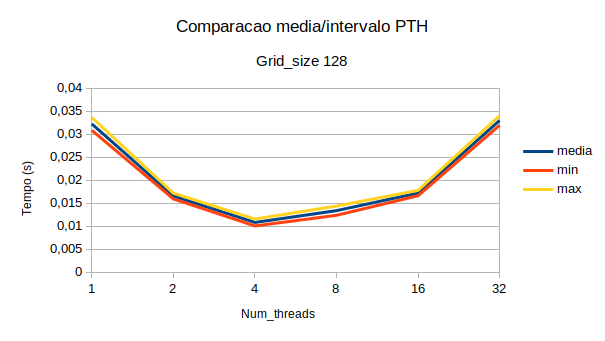 Comparacao media/intervalo PTH
Grid_size 128
0,04
0,035
0,03
0,025
0,02
0,015
0,01
0,005
0
Tempo (s)
1 2 4 8 16 32
Num_threads
media
min
max